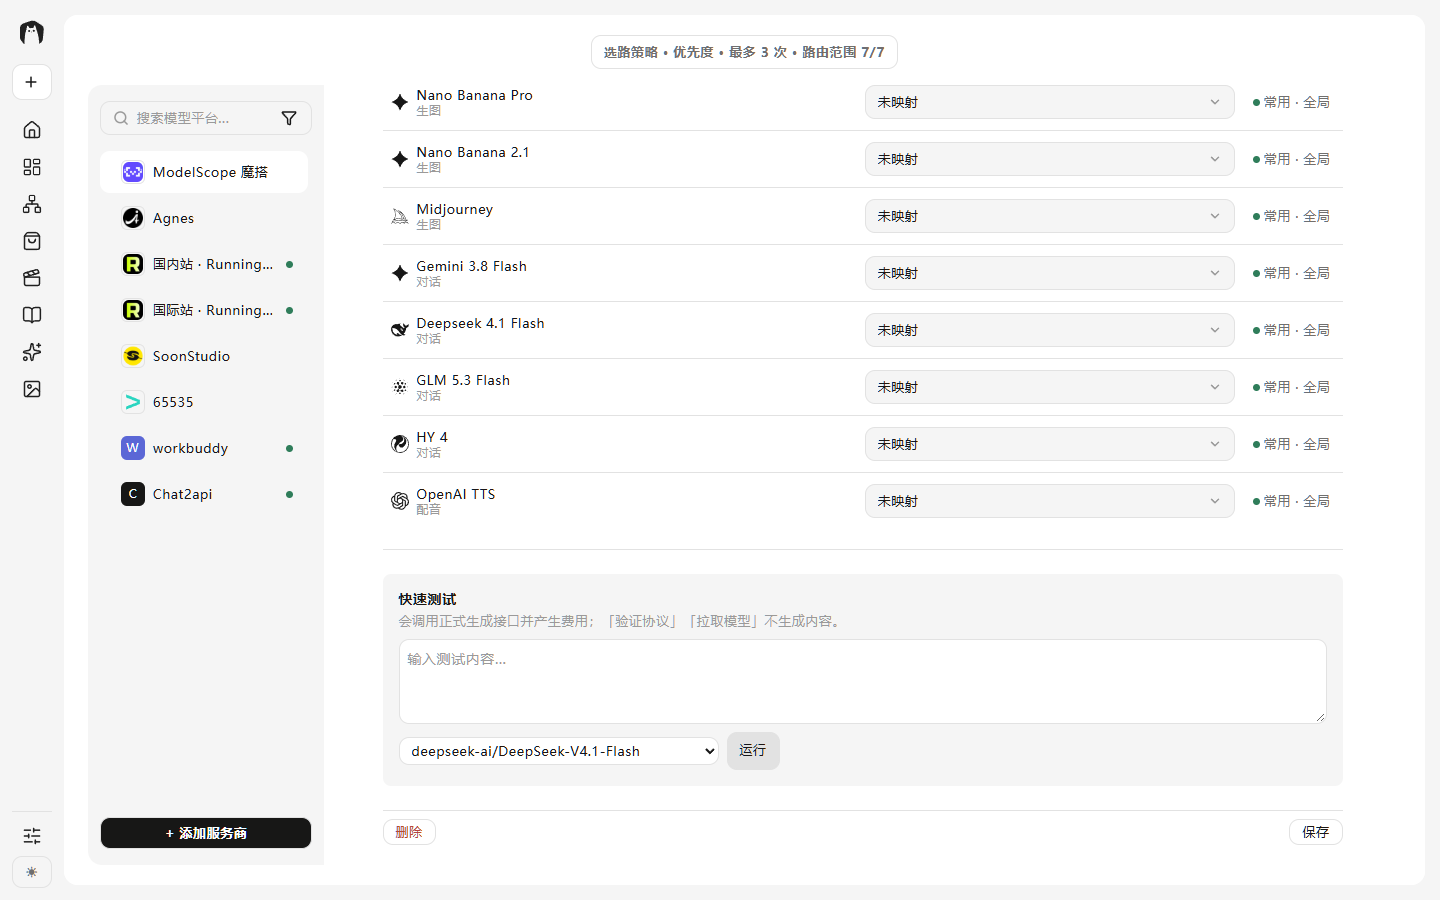 选路策略 • 优先度 • 最多 3 次 • 路由范围 7/7
搜索模型平台...
ModelScope 魔搭
Agnes
国内站 · Running...
国际站 · Running...
SoonStudio
65535
W workbuddy
C Chat2api
+ 添加服务商
Nano Banana Pro
生图
未映射
常用 · 全局
Nano Banana 2.1
生图
未映射
常用 · 全局
Midjourney
生图
未映射
常用 · 全局
Gemini 3.8 Flash
对话
未映射
常用 · 全局
Deepseek 4.1 Flash
对话
未映射
常用 · 全局
GLM 5.3 Flash
对话
未映射
常用 · 全局
HY 4
对话
未映射
常用 · 全局
OpenAI TTS
配音
未映射
常用 · 全局
快速测试
会调用正式生成接口并产生费用；「验证协议」「拉取模型」不生成内容。
输入测试内容...
deepseek-ai/DeepSeek-V4.1-Flash
运行
删除
保存